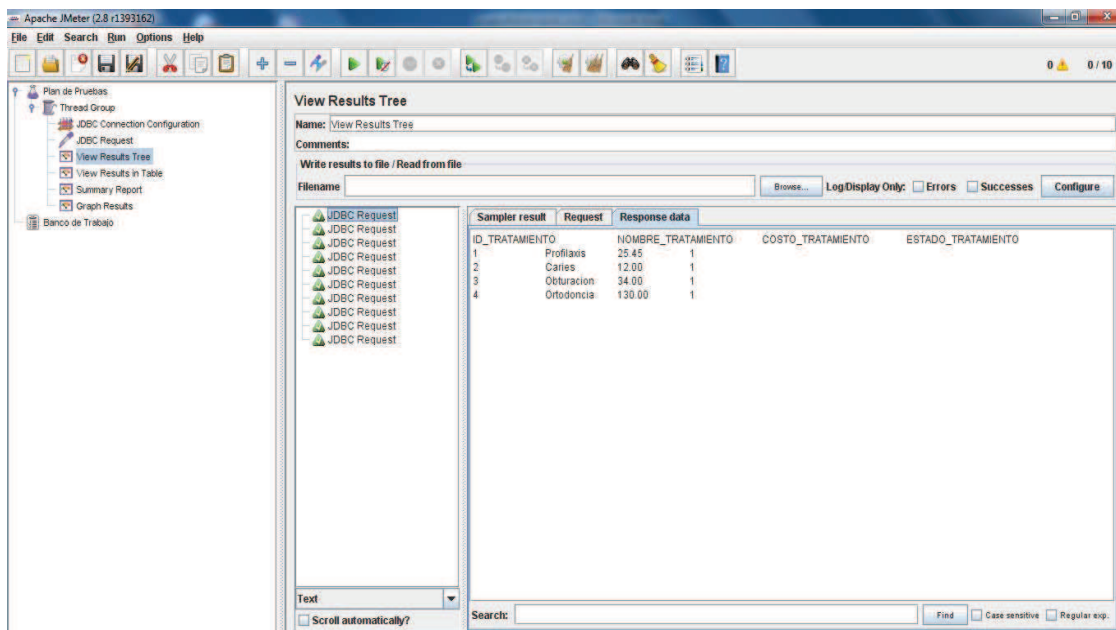 Apache JMeter (2.8 r1393162)
File Edit Search Run Options Help
0 0 / 10
Plan de Pruebas
Thread Group
JDBC Connection Configuration
JDBC Request
View Results Tree
View Results in Table
Summary Report
Graph Results
Banco de Trabajo
View Results Tree
Name: View Results Tree
Comments:
Write results to file / Read from file
Filename Browse... Log/Display Only: Errors Successes Configure
JDBC Request
JDBC Request
JDBC Request
JDBC Request
JDBC Request
JDBC Request
JDBC Request
JDBC Request
JDBC Request
JDBC Request
Text
Scroll automatically?
Sampler result Request Response data
ID_TRATAMIENTO NOMBRE_TRATAMIENTO COSTO_TRATAMIENTO ESTADO_TRATAMIENTO
1 Profilaxis 25.45 1
2 Caries 12.00 1
3 Obturacion 34.00 1
4 Ortodoncia 130.00 1
Search: Find Case sensitive Regular exp.